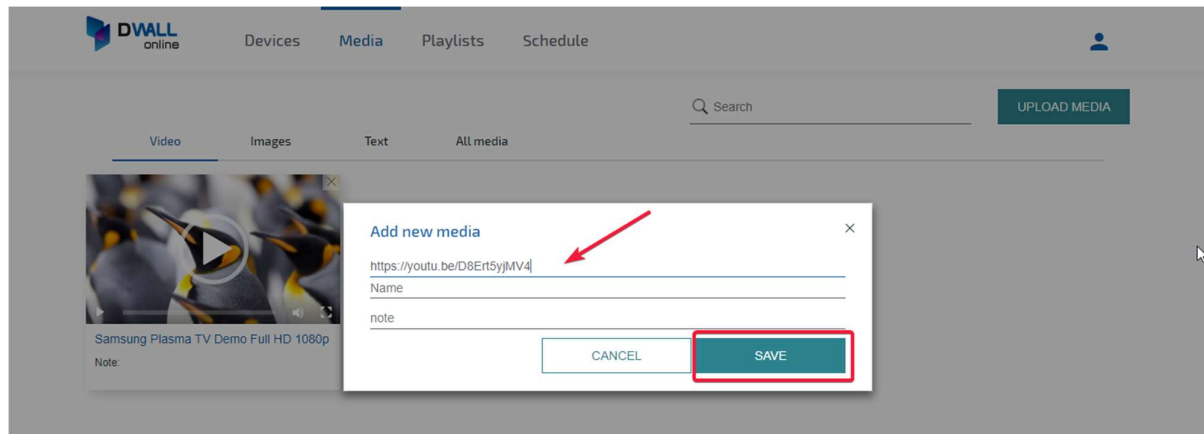 DWALL
online
Devices Media Playlists Schedule
Search
UPLOAD MEDIA
Video Images Text All media
Add new media
https://youtu.be/D8Ert5yjMV4
Name
note
CANCEL SAVE
Samsung Plasma TV Demo Full HD 1080p
Note: